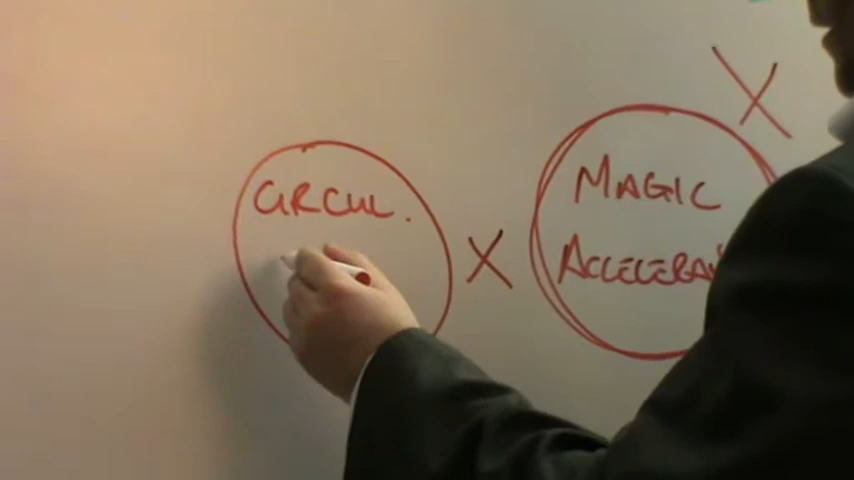 CIRCUL.
X
MAGIC
ACCELERA
X